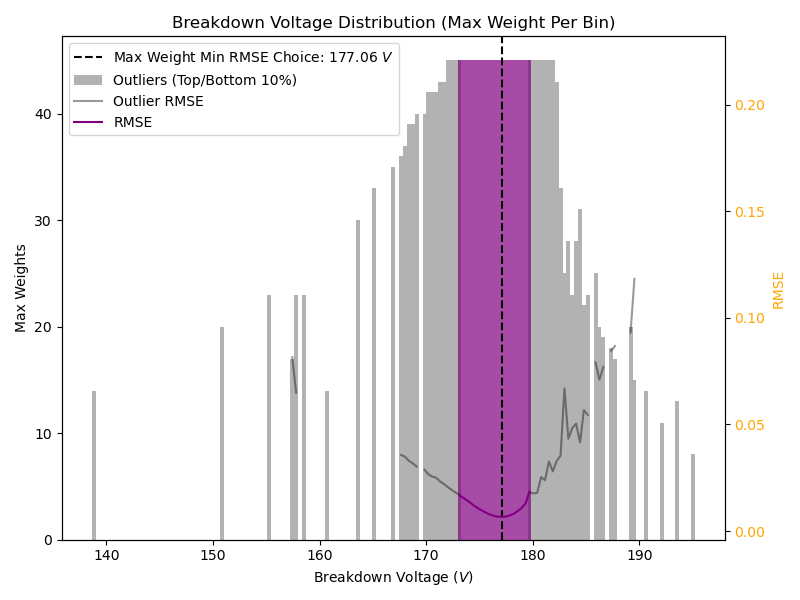 Breakdown Voltage Distribution (Max Weight Per Bin)
Max Weight Min RMSE Choice: 177.06 V
Outliers (Top/Bottom 10%)
Outlier RMSE
RMSE
Max Weights
40
30
20
10
0
0.20
0.15
0.10
0.05
0.00
RMSE
140 150 160 170 180 190
Breakdown Voltage (V)